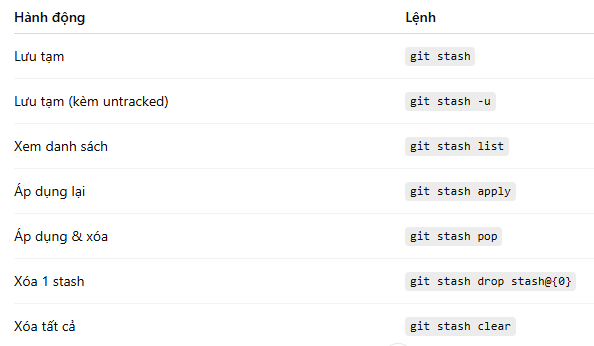 Hành động Lệnh
Lưu tạm git stash
Lưu tạm (kèm untracked) git stash -u
Xem danh sách git stash list
Áp dụng lại git stash apply
Áp dụng & xóa git stash pop
Xóa 1 stash git stash drop stash@{0}
Xóa tất cả git stash clear